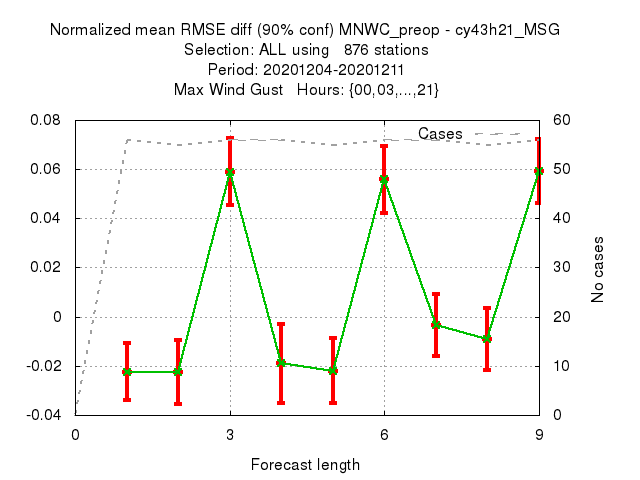 Normalized mean RMSE diff (90% conf) MNWC_preop - cy43h21_MSG
Selection: ALL using   876 stations
Period: 20201204-20201211
Max Wind Gust   Hours: {00,03,...,21}
Cases
0.08
0.06
0.04
0.02
0
-0.02
-0.04
60
50
40
30
20
10
0
No cases
0
3
6
9
Forecast length